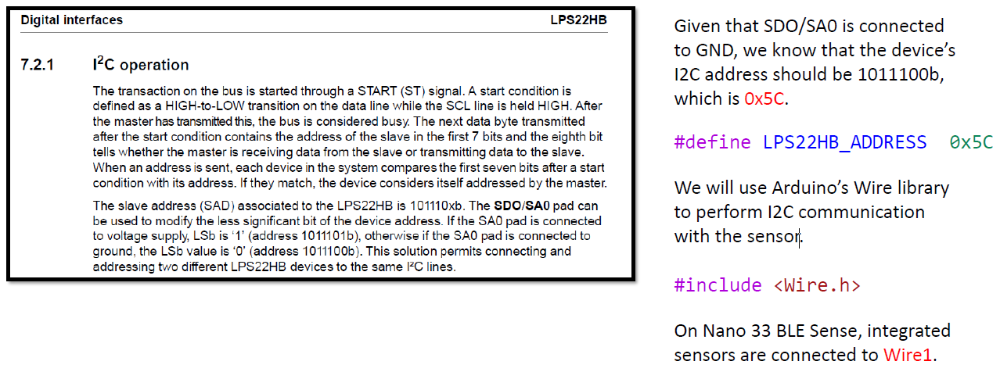 Digital interfaces LPS22HB
7.2.1 I²C operation
The transaction on the bus is started through a START (ST) signal. A start condition is
defined as a HIGH-to-LOW transition on the data line while the SCL line is held HIGH. After
the master has transmitted this, the bus is considered busy. The next data byte transmitted
after the start condition contains the address of the slave in the first 7 bits and the eighth bit
tells whether the master is receiving data from the slave or transmitting data to the slave.
When an address is sent, each device in the system compares the first seven bits after a start
condition with its address. If they match, the device considers itself addressed by the master.
The slave address (SAD) associated to the LPS22HB is 101110xb. The SDO/SA0 pad can
be used to modify the less significant bit of the device address. If the SA0 pad is connected
to voltage supply, LSb is ‘1’ (address 1011101b), otherwise if the SA0 pad is connected to
ground, the LSb value is ‘0’ (address 1011100b). This solution permits connecting and
addressing two different LPS22HB devices to the same I²C lines.
Given that SDO/SA0 is connected
to GND, we know that the device’s
I2C address should be 1011100b,
which is 0x5C.
#define LPS22HB_ADDRESS 0x5C
We will use Arduino’s Wire library
to perform I2C communication
with the sensor.
#include <Wire.h>
On Nano 33 BLE Sense, integrated
sensors are connected to Wire1.